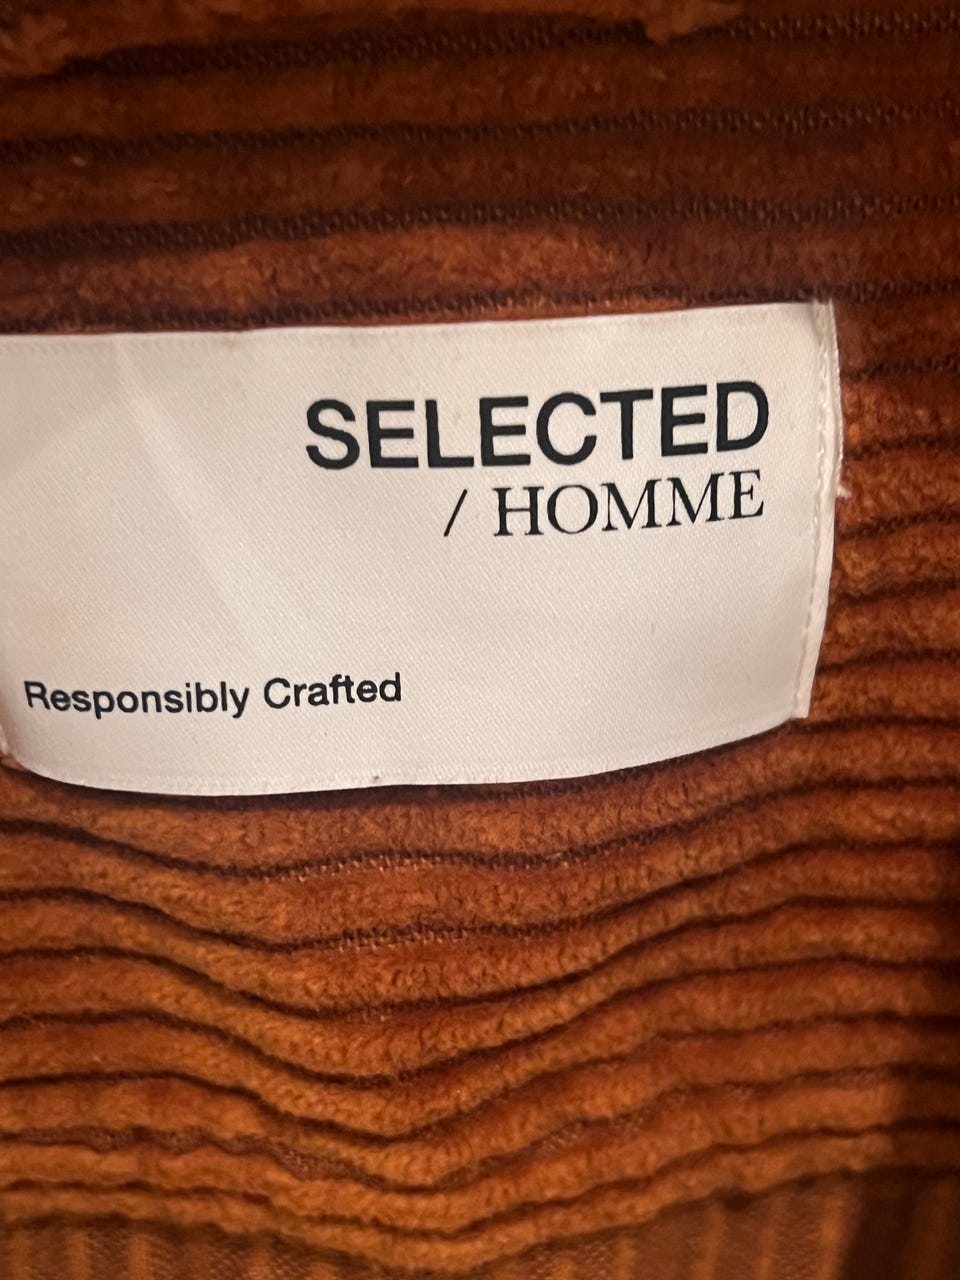 SELECTED
/ HOMME
Responsibly Crafted